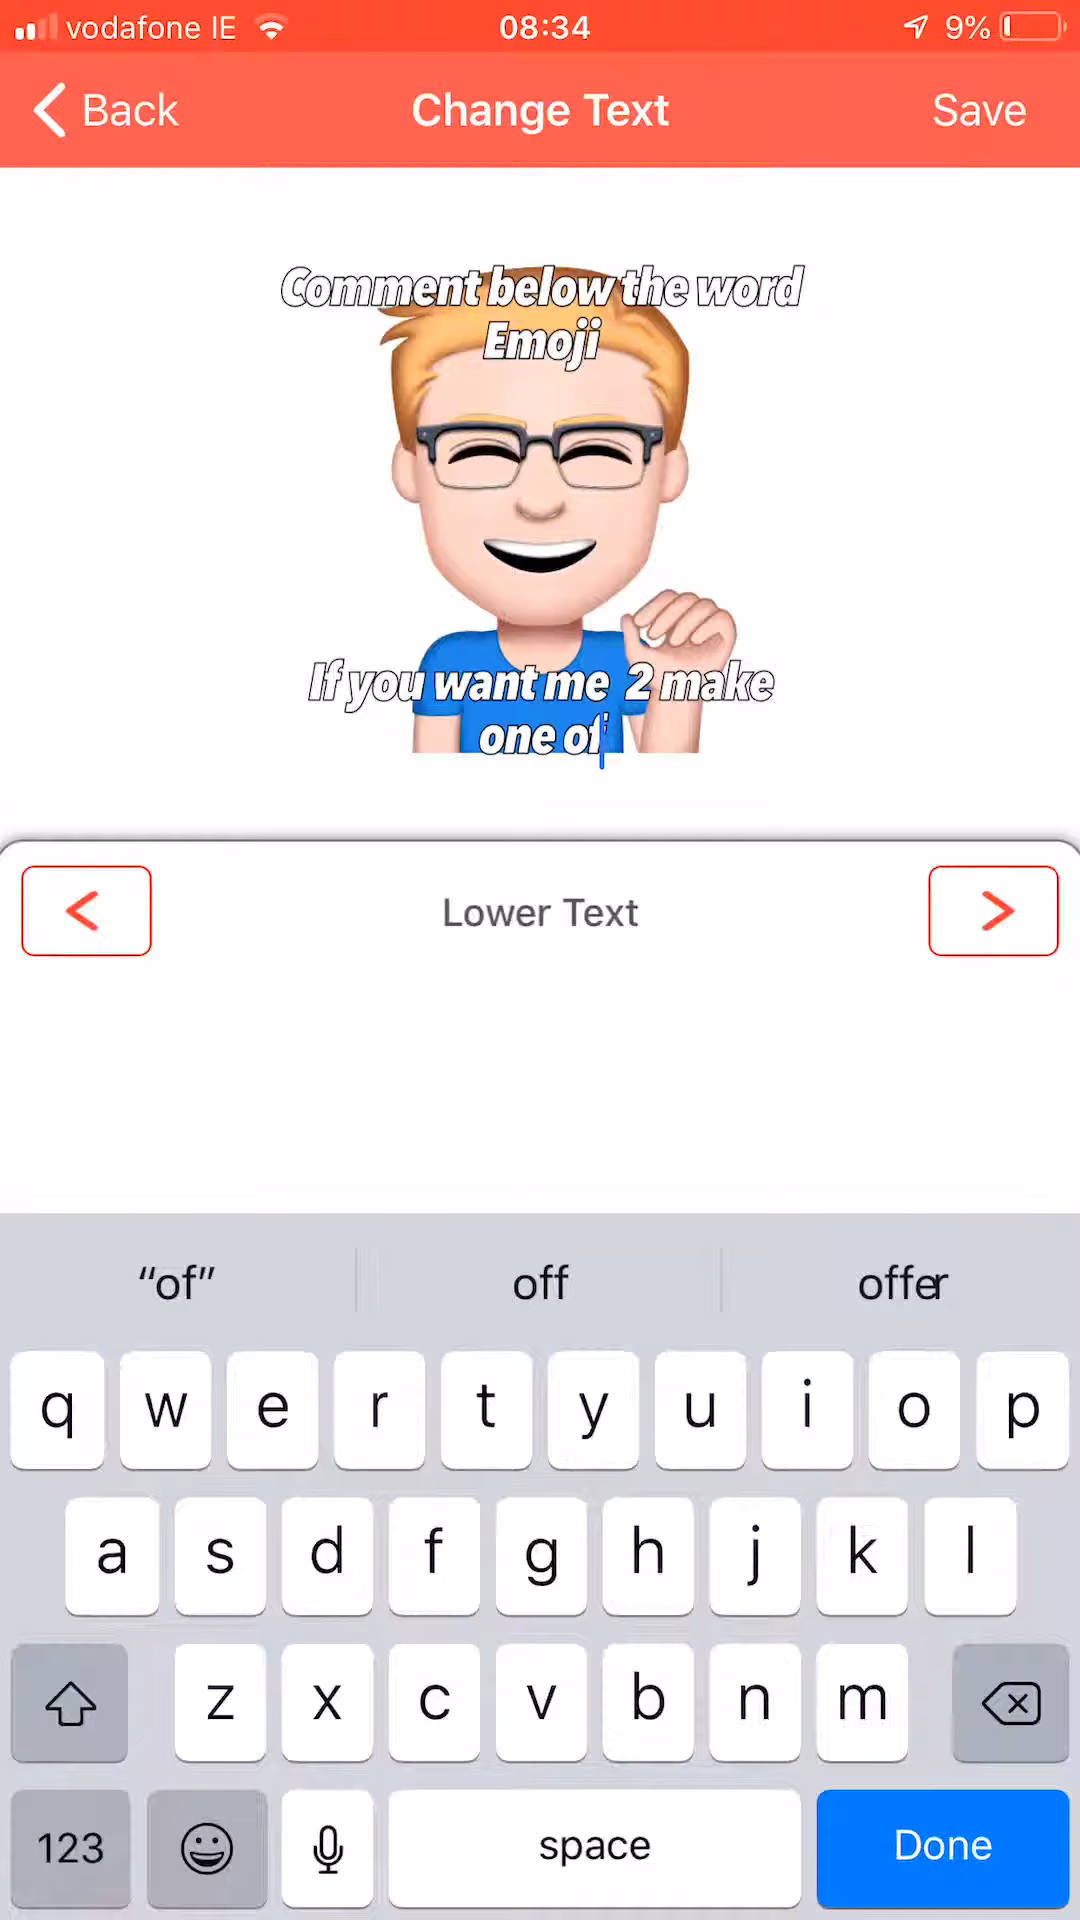 vodafone IE 08:34 9%
Back Change Text Save
Comment below the word
Emoji
If you want me 2 make
one of
< Lower Text >
“of” off offer
q w e r t y u i o p
a s d f g h j k l
z x c v b n m
123 space Done